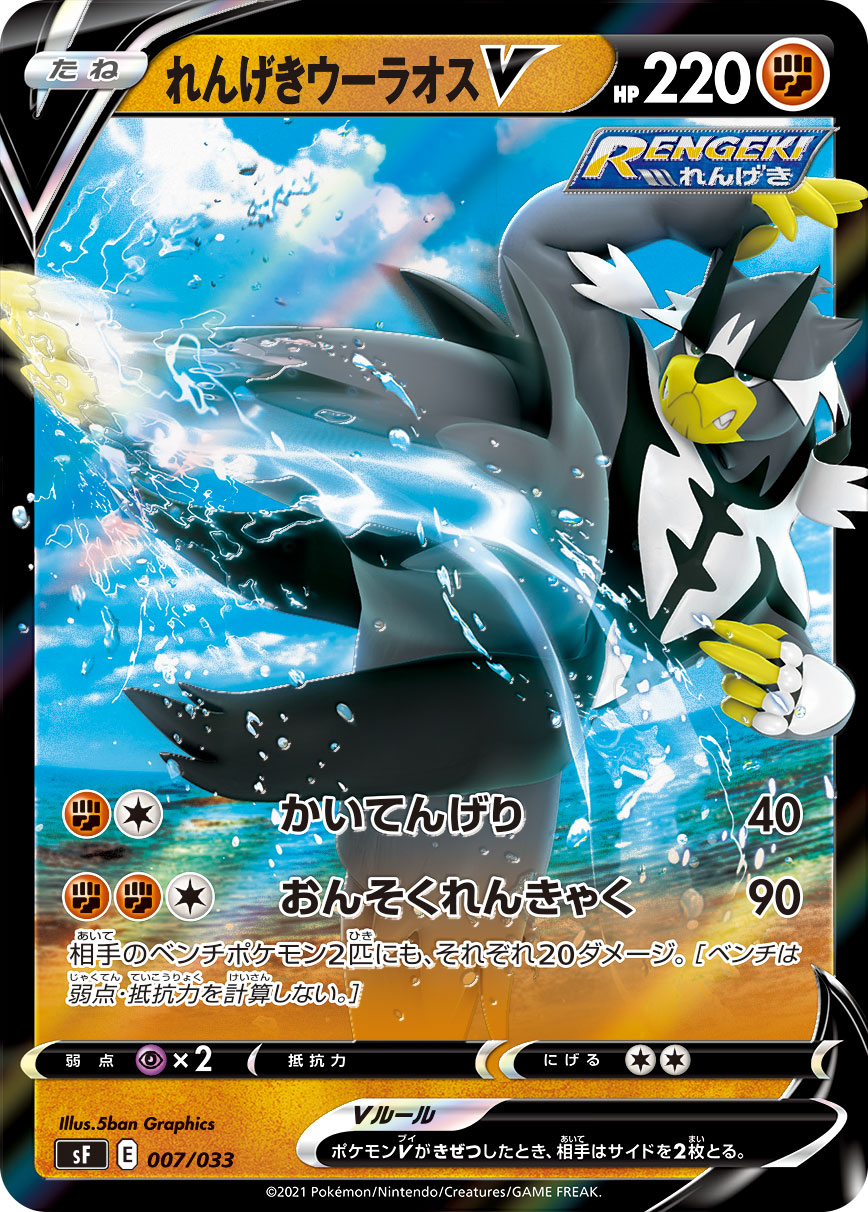 たね
れんげきウーラオスV
HP 220
RENGEKI
れんげき
かいてんげり 40
おんそくれんきゃく 90
相手のベンチポケモン2匹にも、それぞれ20ダメージ。[ベンチは
弱点・抵抗力を計算しない。]
弱点 ×2 抵抗力 にげる
Illus.5ban Graphics
Vルール
ポケモンVがきぜつしたとき、相手はサイドを2枚とる。
sF E 007/033
©2021 Pokémon/Nintendo/Creatures/GAME FREAK.